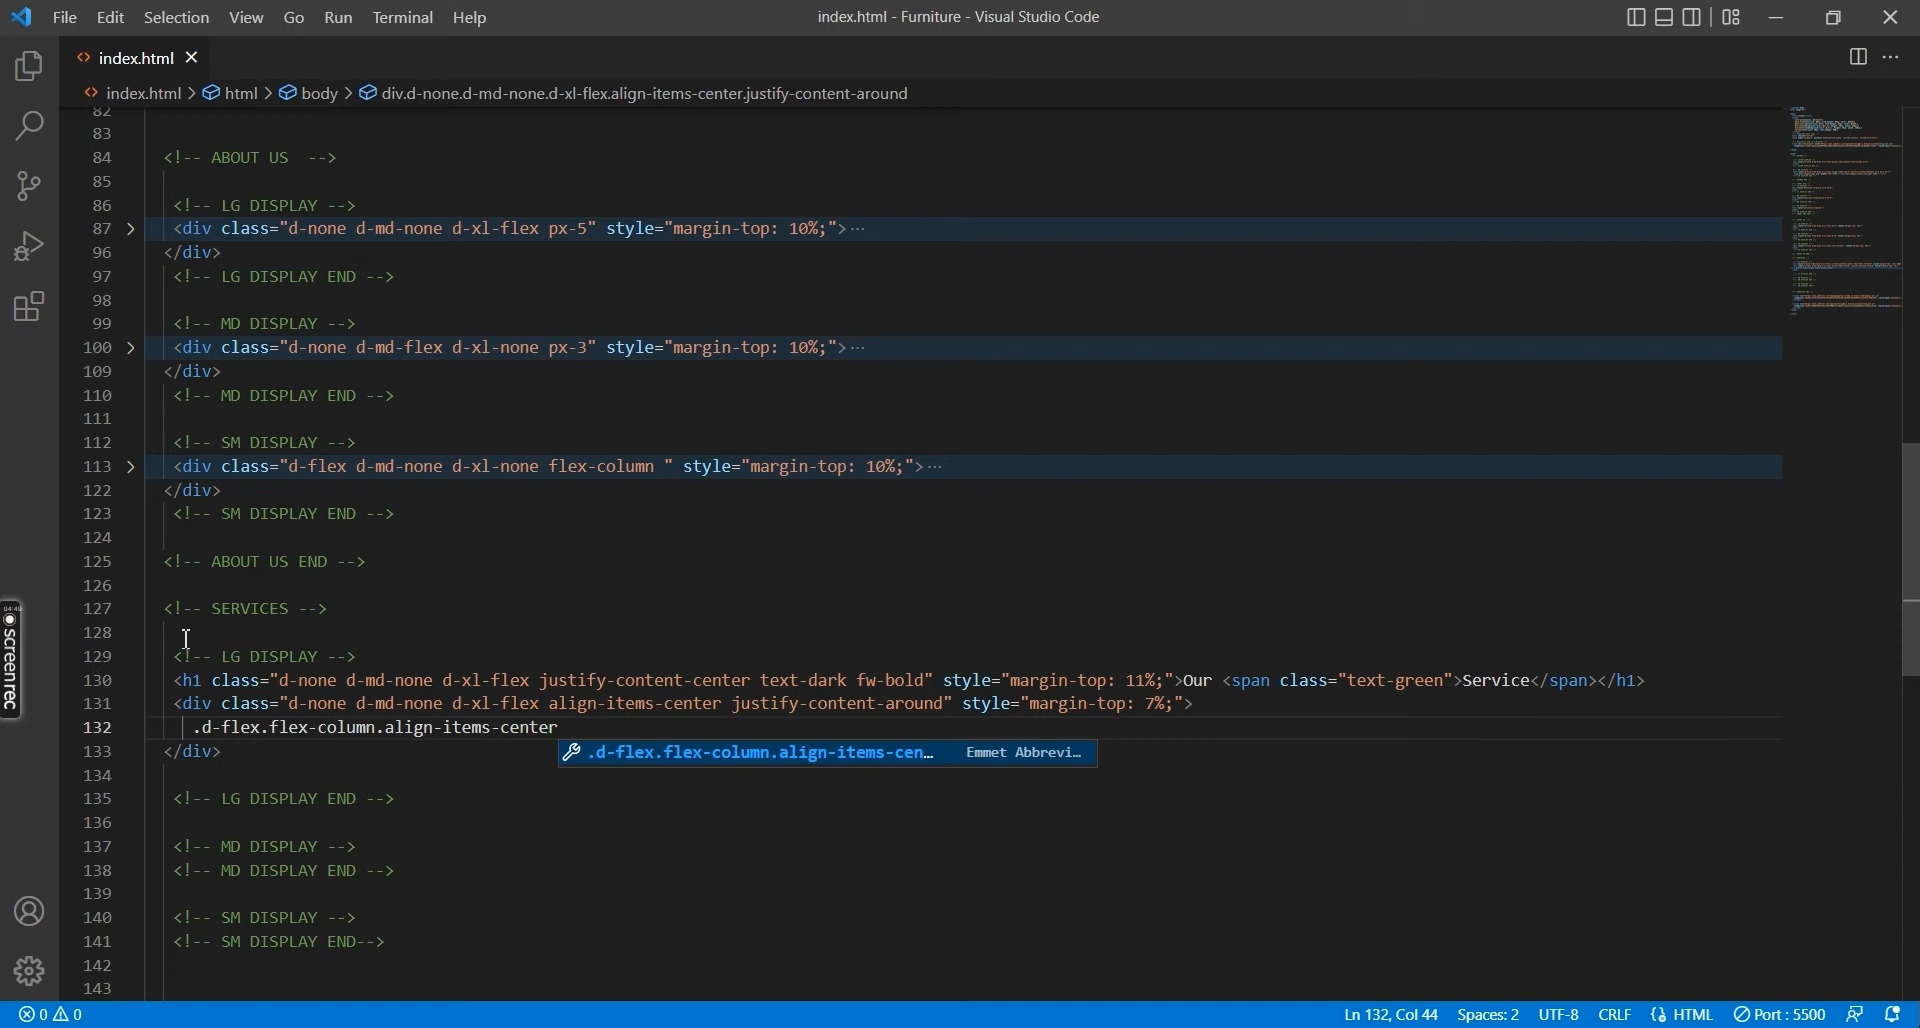 File Edit Selection View Go Run Terminal Help
index.html - Furniture - Visual Studio Code
index.html
index.html > html > body > div.d-none.d-md-none.d-xl-flex.align-items-center.justify-content-around
82
83
84 <!-- ABOUT US  -->
85
86 <!-- LG DISPLAY -->
87 <div class="d-none d-md-none d-xl-flex px-5" style="margin-top: 10%;">…
96 </div>
97 <!-- LG DISPLAY END -->
98
99 <!-- MD DISPLAY -->
100 <div class="d-none d-md-flex d-xl-none px-3" style="margin-top: 10%;">…
109 </div>
110 <!-- MD DISPLAY END -->
111
112 <!-- SM DISPLAY -->
113 <div class="d-flex d-md-none d-xl-none flex-column " style="margin-top: 10%;">…
122 </div>
123 <!-- SM DISPLAY END -->
124
125 <!-- ABOUT US END -->
126
127 <!-- SERVICES -->
128
129 <!-- LG DISPLAY -->
130 <h1 class="d-none d-md-none d-xl-flex justify-content-center text-dark fw-bold" style="margin-top: 11%;">Our <span class="text-green">Service</span></h1>
131 <div class="d-none d-md-none d-xl-flex align-items-center justify-content-around" style="margin-top: 7%;">
132 .d-flex.flex-column.align-items-center
133 </div>
.d-flex.flex-column.align-items-cen… Emmet Abbrevi…
134
135 <!-- LG DISPLAY END -->
136
137 <!-- MD DISPLAY -->
138 <!-- MD DISPLAY END -->
139
140 <!-- SM DISPLAY -->
141 <!-- SM DISPLAY END-->
142
143
screenrec
0 0
Ln 132, Col 44 Spaces: 2 UTF-8 CRLF HTML Port : 5500